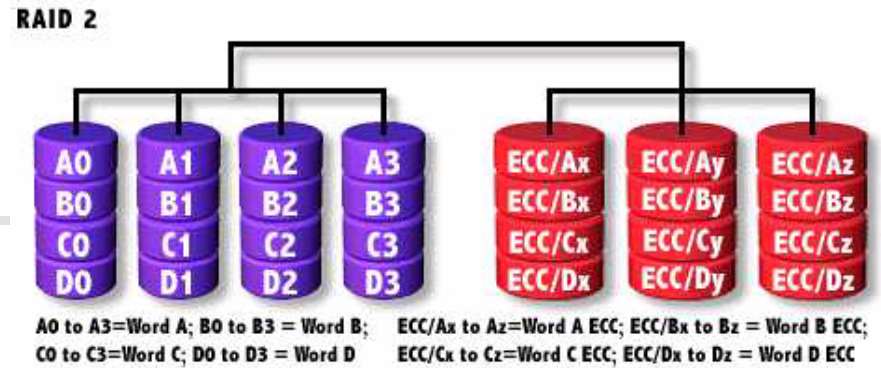 RAID 2
A0 A1 A2 A3 ECC/Ax ECC/Ay ECC/Az
B0 B1 B2 B3 ECC/Bx ECC/By ECC/Bz
C0 C1 C2 C3 ECC/Cx ECC/Cy ECC/Cz
D0 D1 D2 D3 ECC/Dx ECC/Dy ECC/Dz
A0 to A3=Word A; B0 to B3 = Word B;
C0 to C3=Word C; D0 to D3 = Word D
ECC/Ax to Az=Word A ECC; ECC/Bx to Bz = Word B ECC;
ECC/Cx to Cz=Word C ECC; ECC/Dx to Dz = Word D ECC